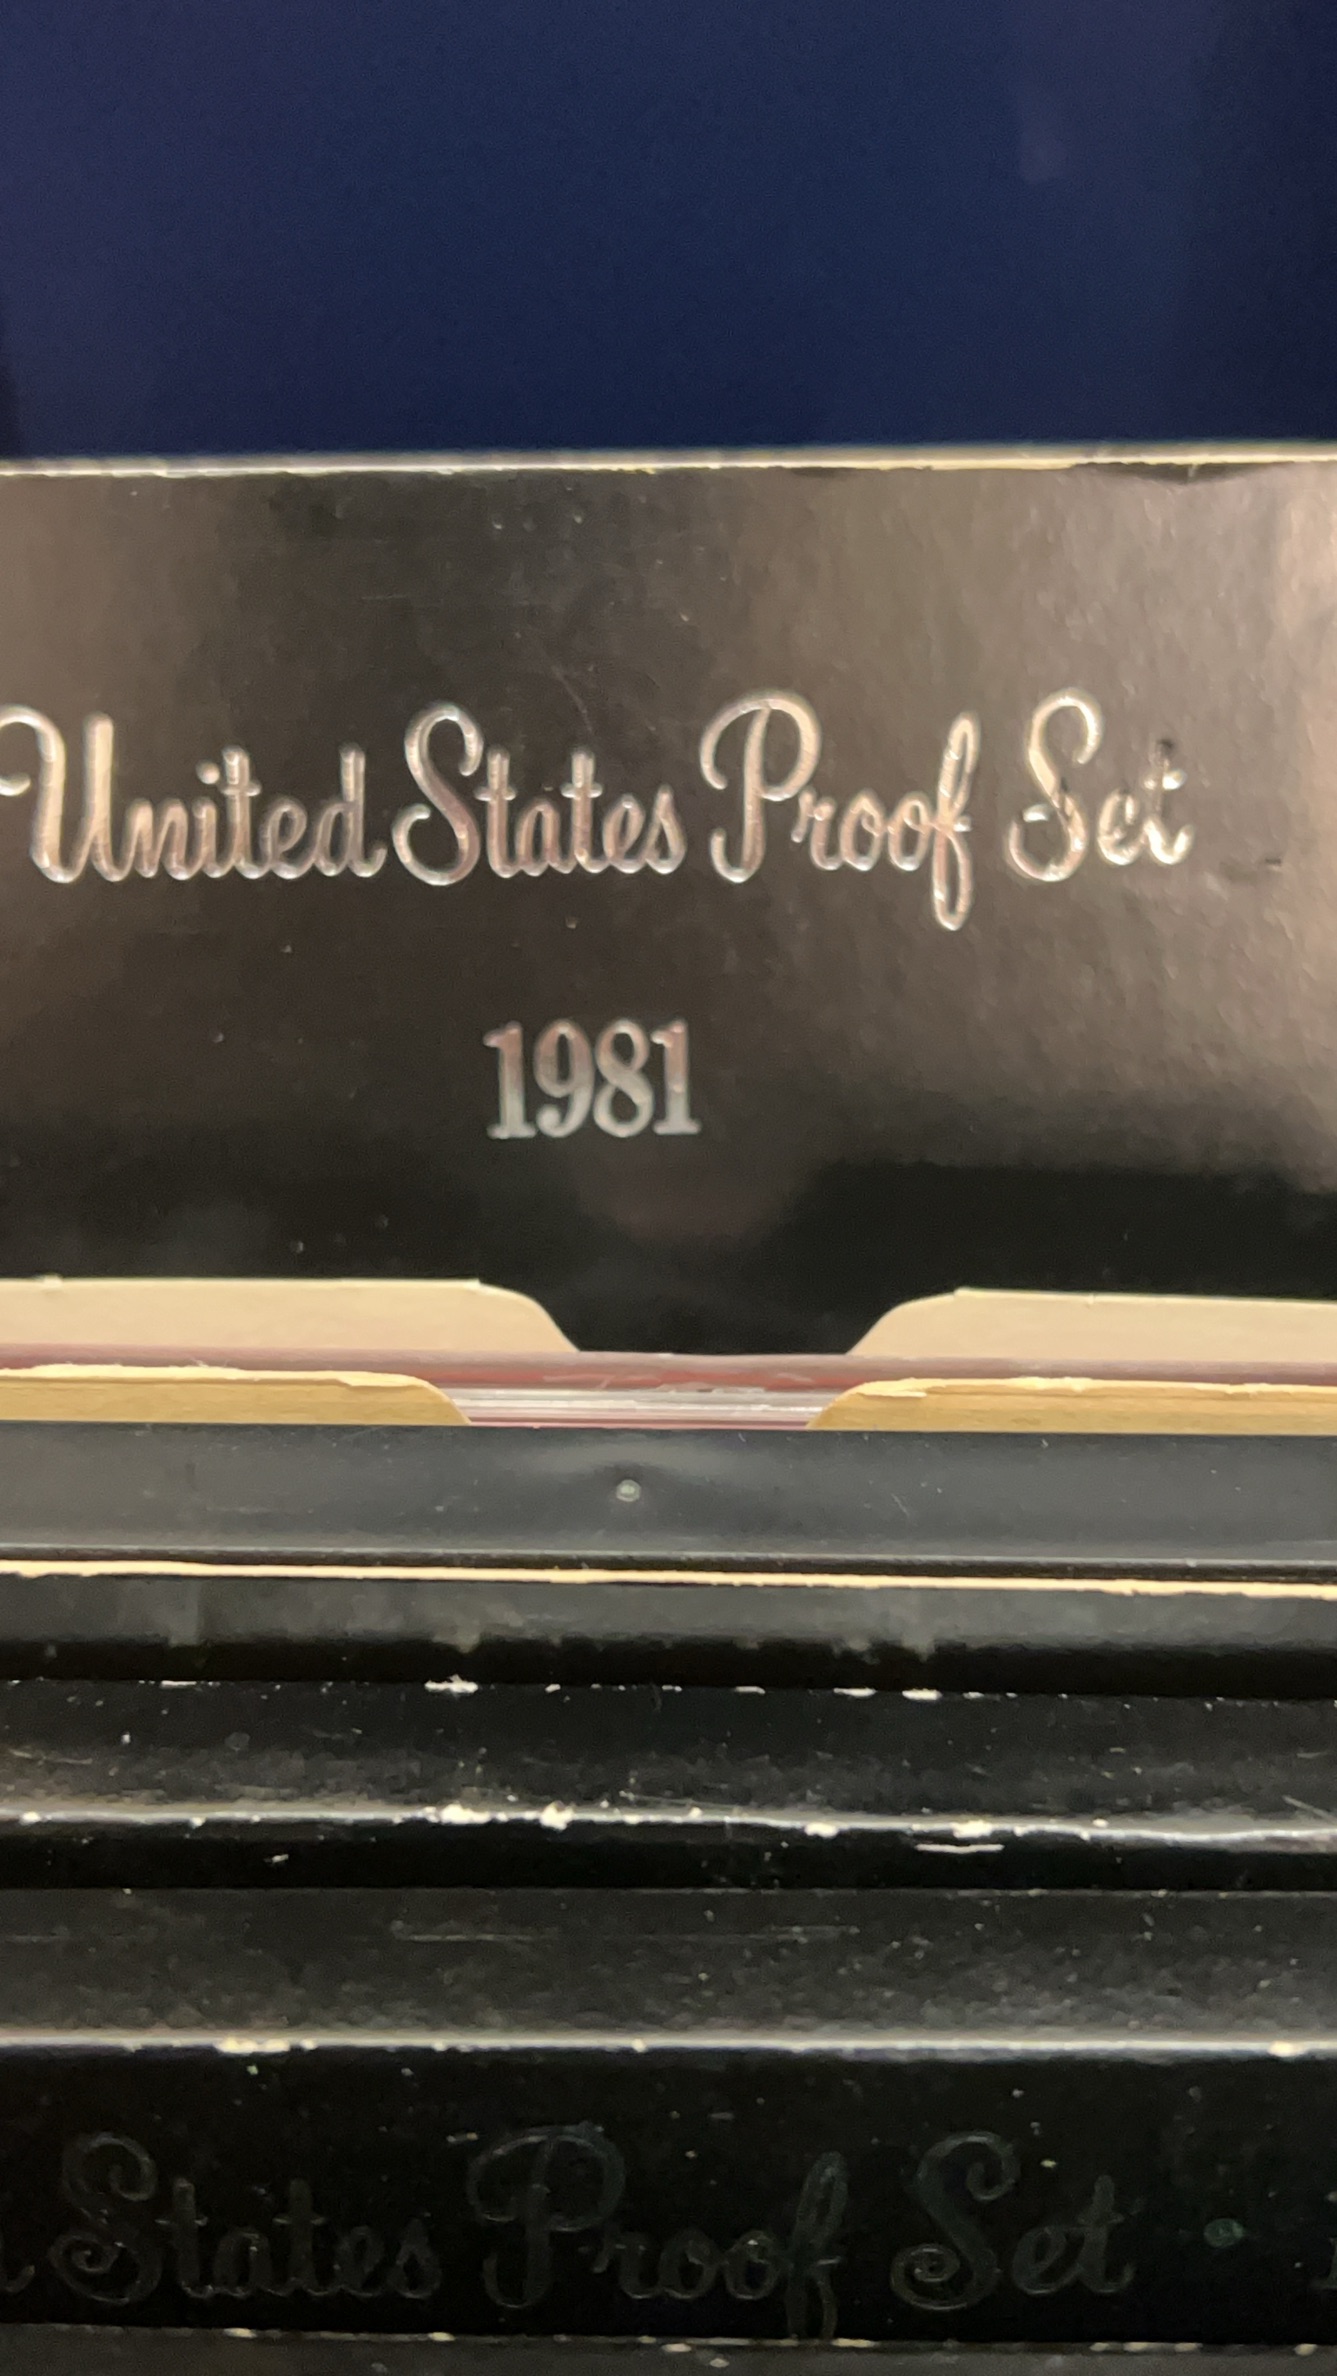 United States Proof Set
1981
States Proof Set